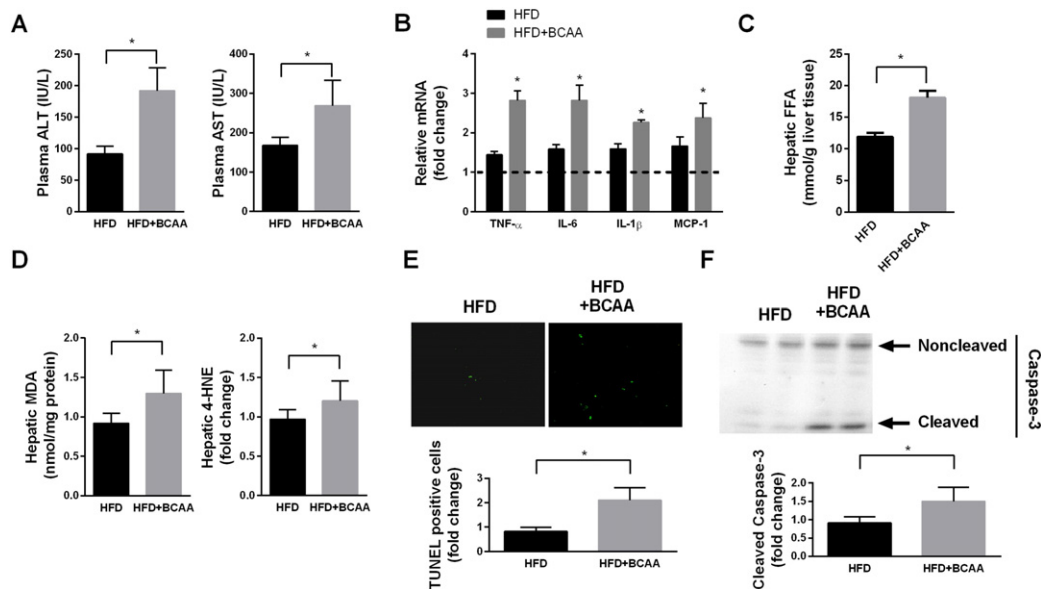 A
Plasma ALT (IU/L)
250
200
150
100
50
0
*
HFD
HFD+BCAA
Plasma AST (IU/L)
400
300
200
100
0
*
HFD
HFD+BCAA
B
HFD
HFD+BCAA
Relative mRNA
(fold change)
4
3
2
1
0
*
*
*
*
TNF-α
IL-6
IL-1β
MCP-1
C
Hepatic FFA
(mmol/g liver tissue)
25
20
15
10
5
0
*
HFD
HFD+BCAA
D
Hepatic MDA
(nmol/mg protein)
2.0
1.5
1.0
0.5
0.0
*
HFD
HFD+BCAA
Hepatic 4-HNE
(fold change)
2.0
1.5
1.0
0.5
0.0
*
HFD
HFD+BCAA
E
HFD
HFD
+BCAA
TUNEL positive cells
(fold change)
3
2
1
0
*
HFD
HFD+BCAA
F
HFD
HFD
+BCAA
Noncleaved
Cleaved
Caspase-3
Cleaved Caspase-3
(fold change)
2.0
1.5
1.0
0.5
0.0
*
HFD
HFD+BCAA